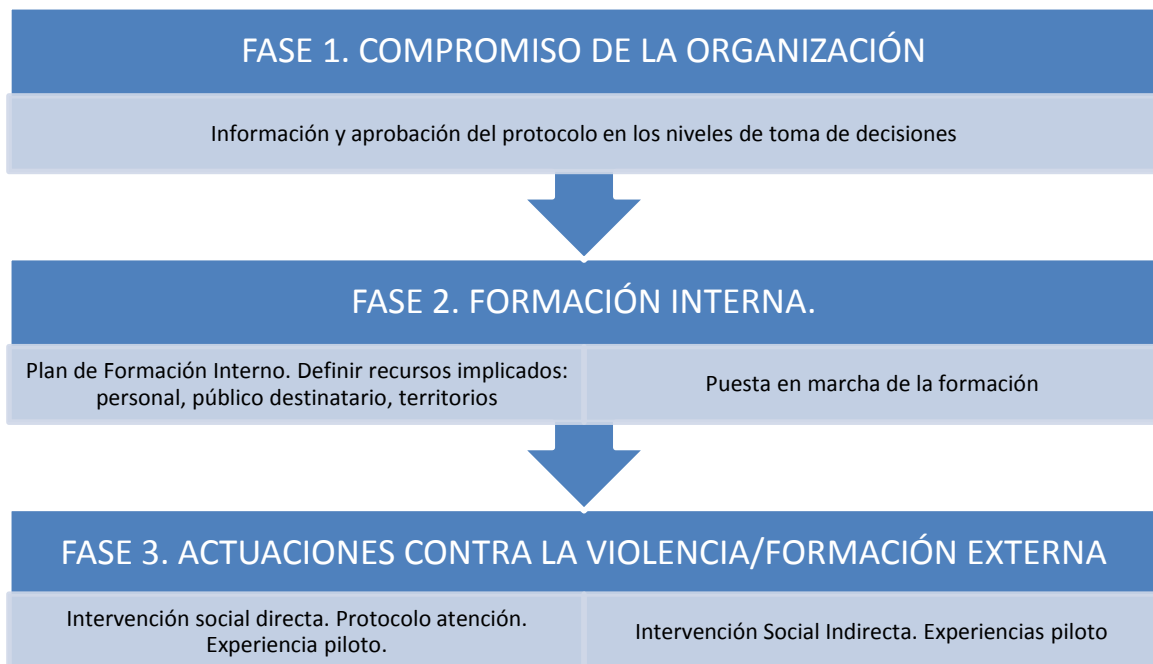 FASE 1. COMPROMISO DE LA ORGANIZACIÓN
Información y aprobación del protocolo en los niveles de toma de decisiones
FASE 2. FORMACIÓN INTERNA.
Plan de Formación Interno. Definir recursos implicados:
personal, público destinatario, territorios
Puesta en marcha de la formación
FASE 3. ACTUACIONES CONTRA LA VIOLENCIA/FORMACIÓN EXTERNA
Intervención social directa. Protocolo atención.
Experiencia piloto.
Intervención Social Indirecta. Experiencias piloto